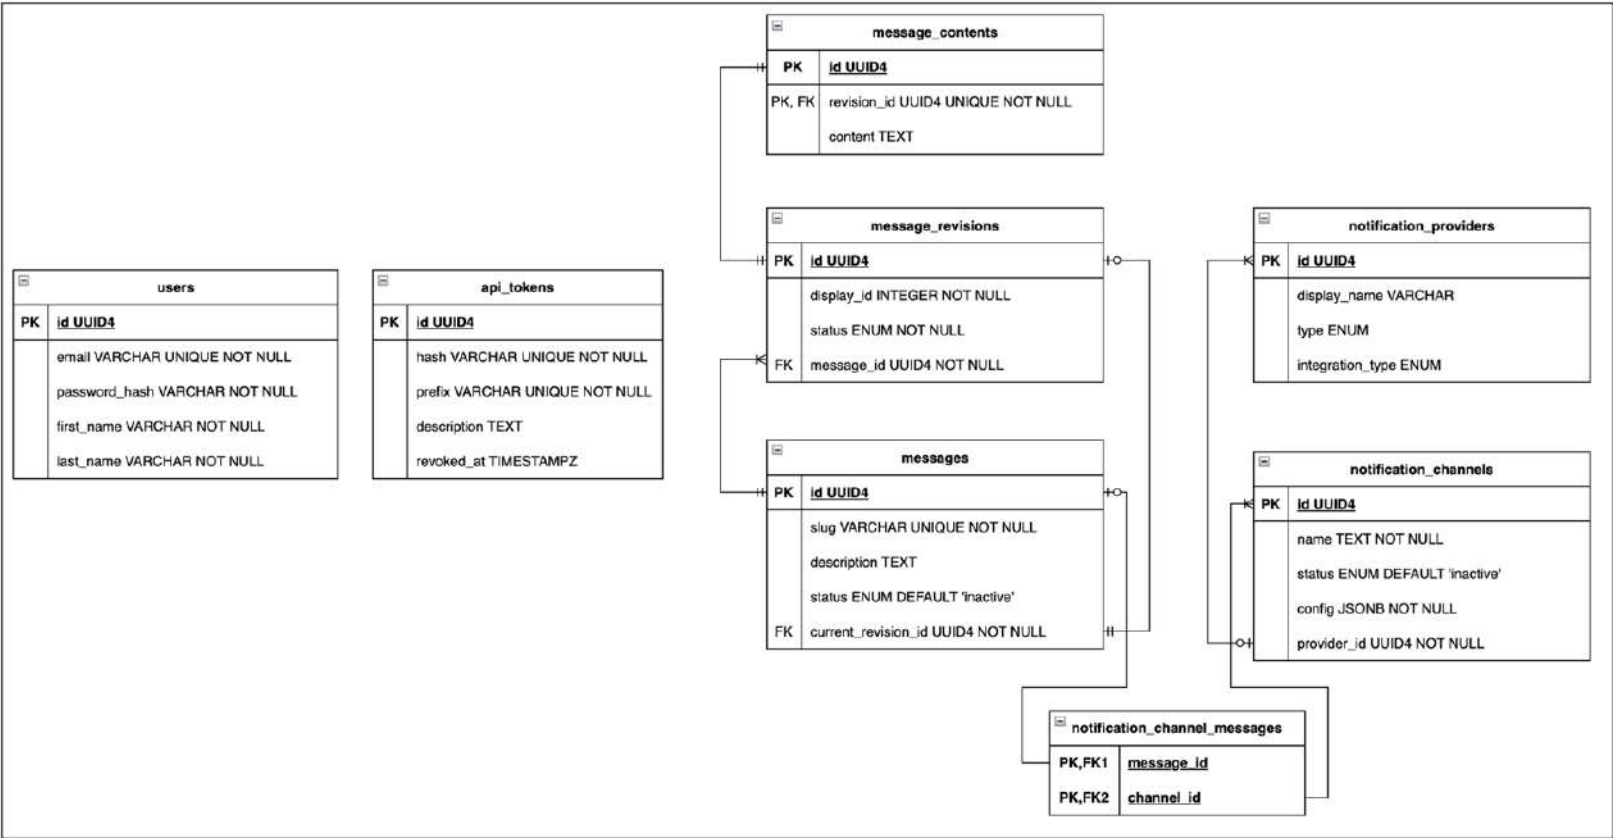 message_contents
PK id UUID4
PK, FK revision_id UUID4 UNIQUE NOT NULL
content TEXT
message_revisions
PK id UUID4
display_id INTEGER NOT NULL
status ENUM NOT NULL
FK message_id UUID4 NOT NULL
notification_providers
PK id UUID4
display_name VARCHAR
type ENUM
integration_type ENUM
users
PK id UUID4
email VARCHAR UNIQUE NOT NULL
password_hash VARCHAR NOT NULL
first_name VARCHAR NOT NULL
last_name VARCHAR NOT NULL
api_tokens
PK id UUID4
hash VARCHAR UNIQUE NOT NULL
prefix VARCHAR UNIQUE NOT NULL
description TEXT
revoked_at TIMESTAMPZ
messages
PK id UUID4
slug VARCHAR UNIQUE NOT NULL
description TEXT
status ENUM DEFAULT 'inactive'
FK current_revision_id UUID4 NOT NULL
notification_channels
PK id UUID4
name TEXT NOT NULL
status ENUM DEFAULT 'inactive'
config JSONB NOT NULL
provider_id UUID4 NOT NULL
notification_channel_messages
PK,FK1 message_id
PK,FK2 channel_id